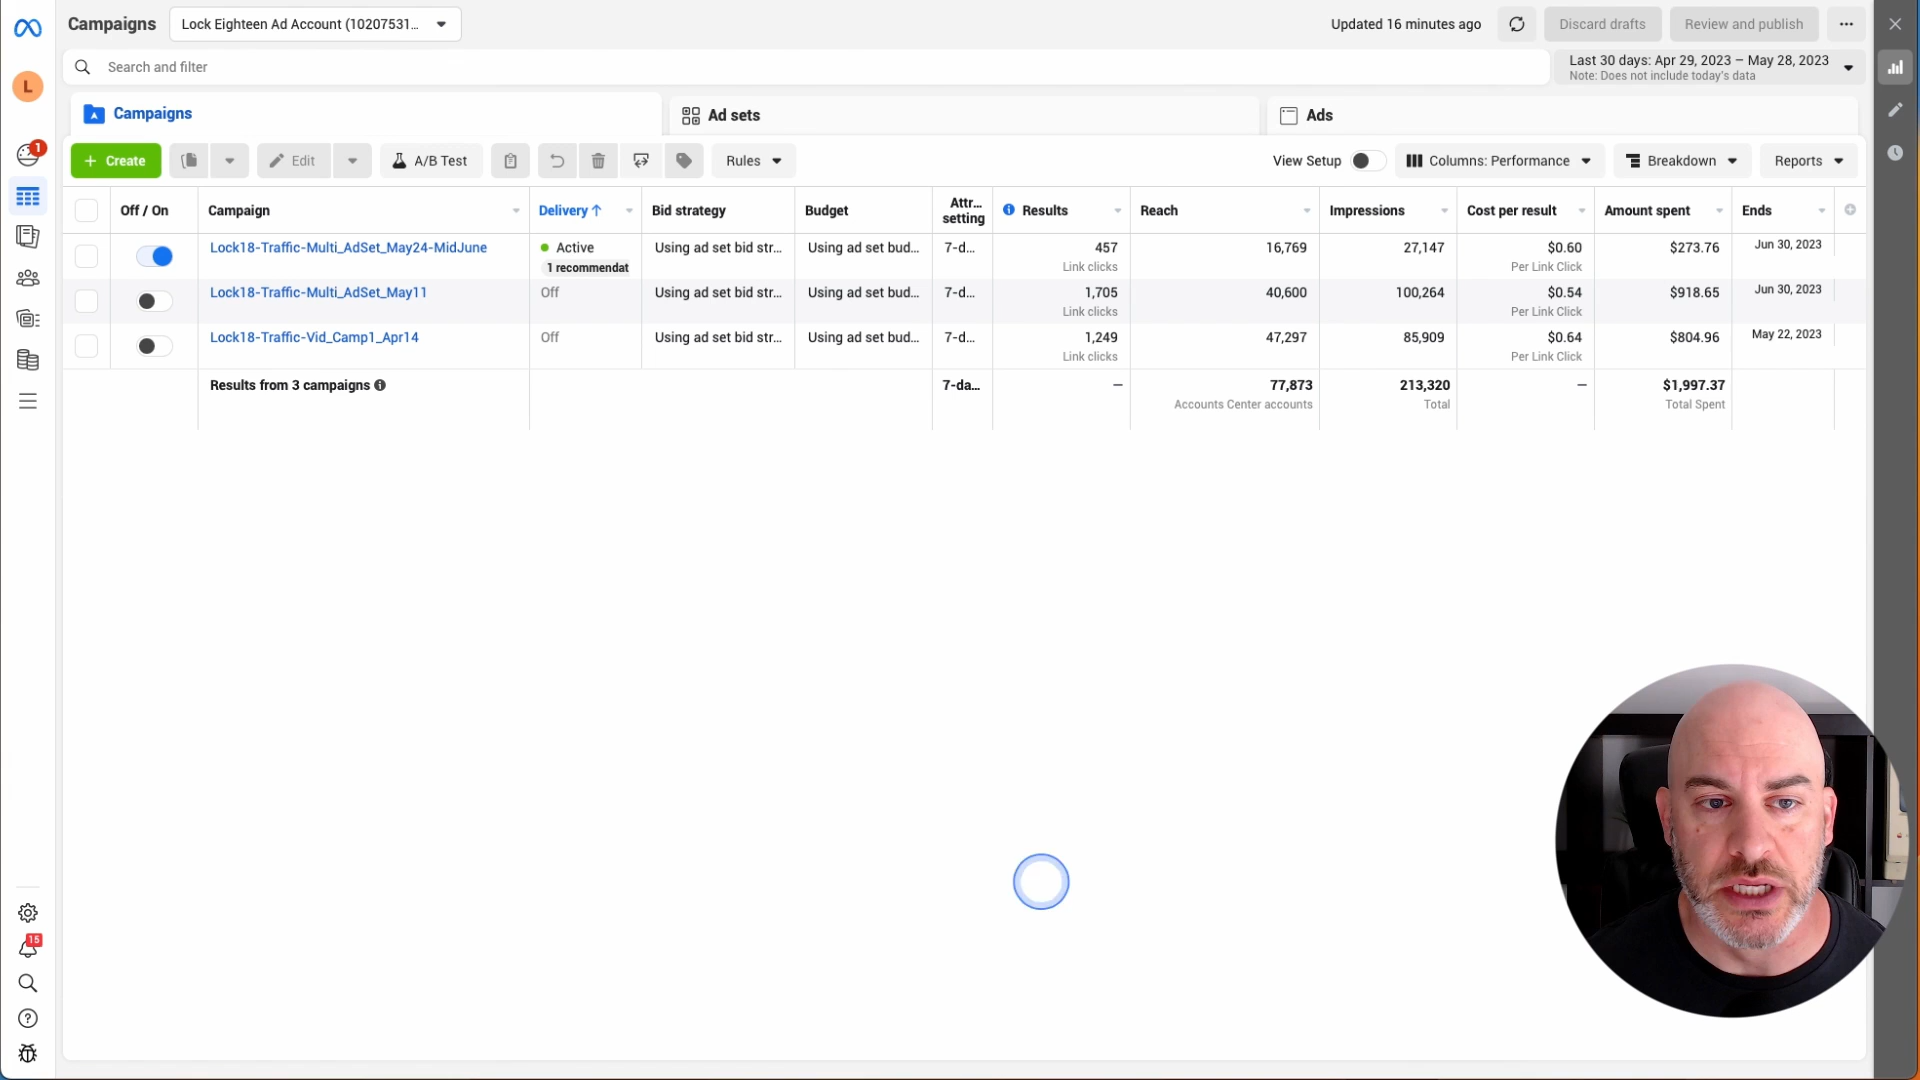 Campaigns
Lock Eighteen Ad Account (10207531...
Updated 16 minutes ago
Discard drafts
Review and publish
L
Search and filter
Last 30 days: Apr 29, 2023 – May 28, 2023
Note: Does not include today's data
Campaigns
Ad sets
Ads
1
+ Create
Edit
A/B Test
Rules
View Setup
Columns: Performance
Breakdown
Reports
Off / On
Campaign
Delivery ↑
Bid strategy
Budget
Attr...
setting
Results
Reach
Impressions
Cost per result
Amount spent
Ends
Lock18-Traffic-Multi_AdSet_May24-MidJune
Active
1 recommendat
Using ad set bid str...
Using ad set bud...
7-d...
457
Link clicks
16,769
27,147
$0.60
Per Link Click
$273.76
Jun 30, 2023
Lock18-Traffic-Multi_AdSet_May11
Off
Using ad set bid str...
Using ad set bud...
7-d...
1,705
Link clicks
40,600
100,264
$0.54
Per Link Click
$918.65
Jun 30, 2023
Lock18-Traffic-Vid_Camp1_Apr14
Off
Using ad set bid str...
Using ad set bud...
7-d...
1,249
Link clicks
47,297
85,909
$0.64
Per Link Click
$804.96
May 22, 2023
Results from 3 campaigns
7-da...
—
77,873
Accounts Center accounts
213,320
Total
—
$1,997.37
Total Spent
15